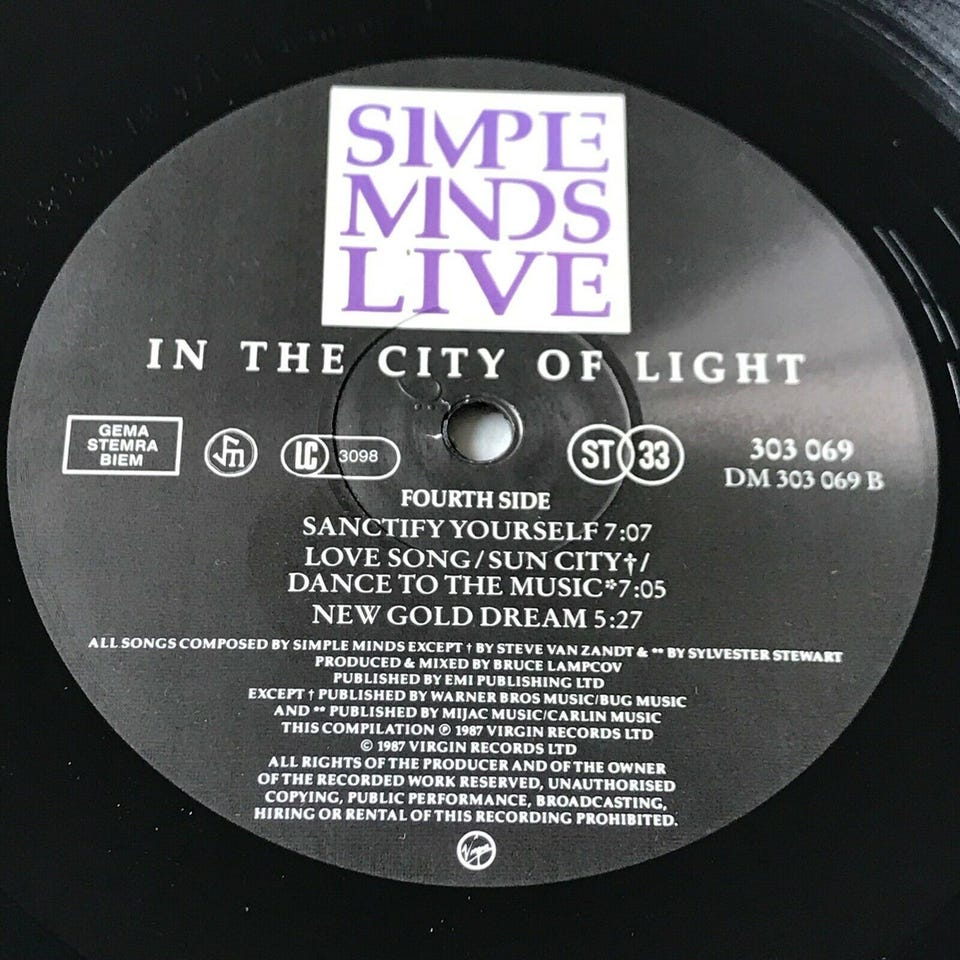 SIMPLE
MINDS
LIVE
IN THE CITY OF LIGHT
GEMA
STEMRA
BIEM
LC 3098
ST 33
303 069
DM 303 069 B
FOURTH SIDE
SANCTIFY YOURSELF 7:07
LOVE SONG/SUN CITY†/
DANCE TO THE MUSIC*7:05
NEW GOLD DREAM 5:27
ALL SONGS COMPOSED BY SIMPLE MINDS EXCEPT † BY STEVE VAN ZANDT & ** BY SYLVESTER STEWART
PRODUCED & MIXED BY BRUCE LAMPCOV
PUBLISHED BY EMI PUBLISHING LTD
EXCEPT † PUBLISHED BY WARNER BROS MUSIC/BUG MUSIC
AND ** PUBLISHED BY MIJAC MUSIC/CARLIN MUSIC
THIS COMPILATION ℗ 1987 VIRGIN RECORDS LTD
© 1987 VIRGIN RECORDS LTD
ALL RIGHTS OF THE PRODUCER AND OF THE OWNER
OF THE RECORDED WORK RESERVED, UNAUTHORISED
COPYING, PUBLIC PERFORMANCE, BROADCASTING,
HIRING OR RENTAL OF THIS RECORDING PROHIBITED.
Virgin